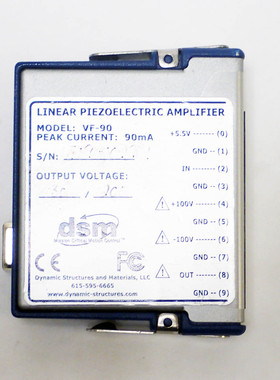 LINEAR PIEZOELECTRIC AMPLIFIER
MODEL: VF-90
PEAK CURRENT: 90mA
S/N:
OUTPUT VOLTAGE:
+5.5V ------- (0)
GND -- (1)
IN ------- (2)
GND -- (3)
+100V ------- (4)
GND -- (5)
-100V ------- (6)
GND -- (7)
OUT ------- (8)
GND -- (9)
dsm
CE
FC
Dynamic Structures and Materials, LLC
615-595-6665
www.dynamic-structures.com